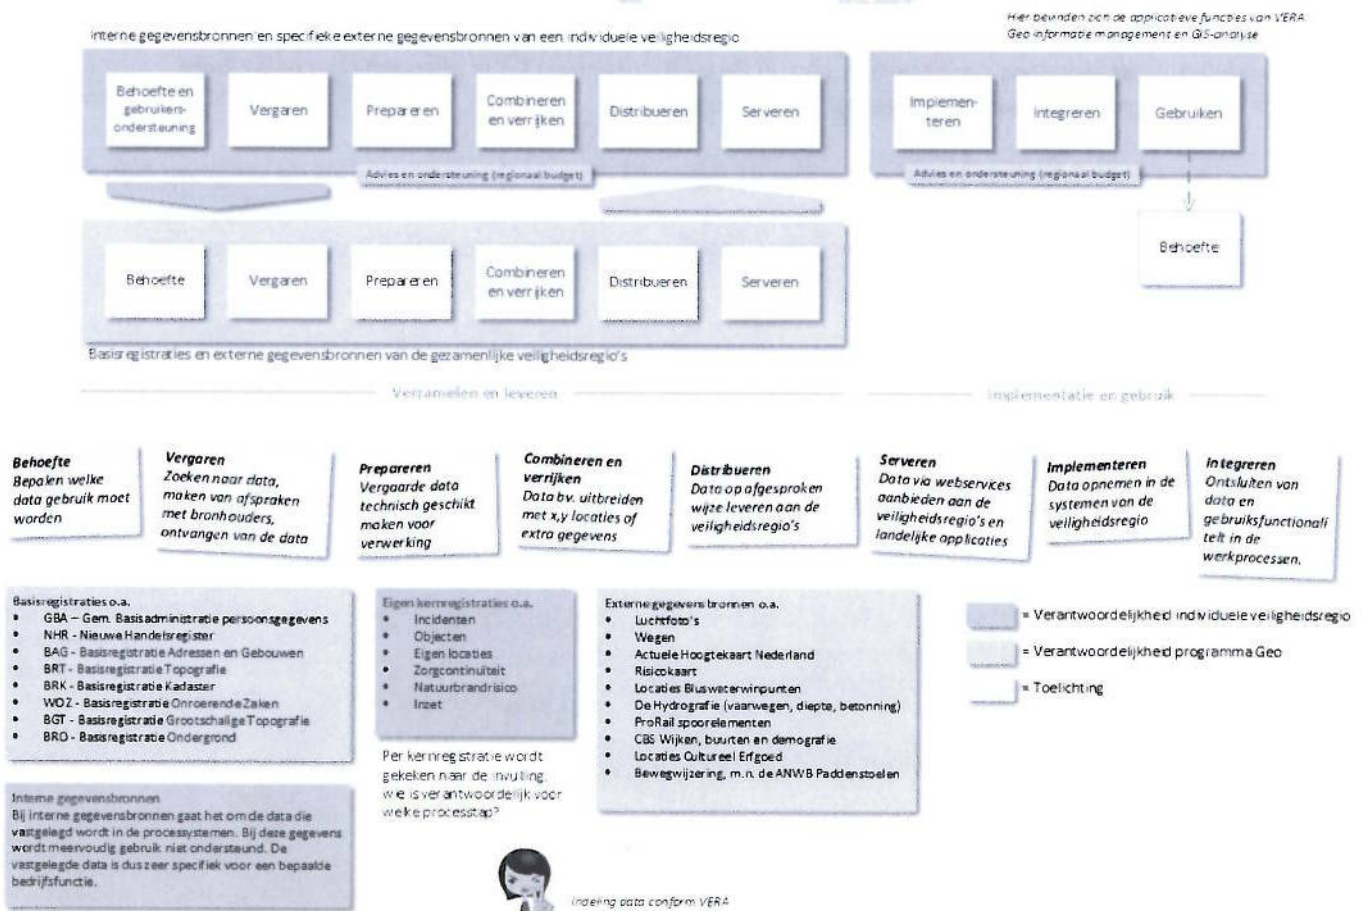 Hier bevinden zich de applicatieve functies van VERA:
Geo informatie management en GIS-analyse
Interne gegevensbronnen en specifieke externe gegevensbronnen van een individuele veiligheidsregio
Behoefte en
gebruikers-
ondersteuning
Vergaren
Prepareren
Combineren
en verrijken
Distribueren
Serveren
Implemen-
teren
Integreren
Gebruiken
Advies en ondersteuning (regionaal budget)
Advies en ondersteuning (regionaal budget)
Behoefte
Behoefte
Vergaren
Prepareren
Combineren
en verrijken
Distribueren
Serveren
Basisregistraties en externe gegevensbronnen van de gezamenlijke veiligheidsregio's
Verzamelen en leveren
Implementatie en gebruik
Behoefte
Bepalen welke
data gebruik moet
worden
Vergaren
Zoeken naar data,
maken van afspraken
met bronhouders,
ontvangen van de data
Prepareren
Vergaarde data
technisch geschikt
maken voor
verwerking
Combineren en
verrijken
Data bv. uitbreiden
met x,y locaties of
extra gegevens
Distribueren
Data op afgesproken
wijze leveren aan de
veiligheidsregio's
Serveren
Data via webservices
aanbieden aan de
veiligheidsregio's en
landelijke applicaties
Implementeren
Data opnemen in de
systemen van de
veiligheidsregio
Integreren
Ontsluiten van
data en
gebruiksfunctionali
teit in de
werkprocessen.
Basisregistraties o.a.
• GBA – Gem. Basisadministratie persoonsgegevens
• NHR - Nieuwe Handelsregister
• BAG - Basisregistratie Adressen en Gebouwen
• BRT - Basisregistratie Topografie
• BRK - Basisregistratie Kadaster
• WOZ - Basisregistratie Onroerende Zaken
• BGT - Basisregistratie Grootschalige Topografie
• BRO - Basisregistratie Ondergrond
Eigen kernregistraties o.a.
• Incidenten
• Objecten
• Eigen locaties
• Zorgcontinuïteit
• Natuurbrandrisico
• Inzet
Per kernregistratie wordt
gekeken naar de invulling:
wie is verantwoordelijk voor
welke processtap?
Externe gegevensbronnen o.a.
• Luchtfoto's
• Wegen
• Actuele Hoogtekaart Nederland
• Risicokaart
• Locaties Bluswaterwinpunten
• De Hydrografie (vaarwegen, diepte, betonning)
• ProRail spoorelementen
• CBS Wijken, buurten en demografie
• Locaties Cultureel Erfgoed
• Bewegwijzering, m.n. de ANWB Paddenstoelen
= Verantwoordelijkheid individuele veiligheidsregio
= Verantwoordelijkheid programma Geo
= Toelichting
Interne gegevensbronnen
Bij interne gegevensbronnen gaat het om de data die
vastgelegd wordt in de processystemen. Bij deze gegevens
wordt meervoudig gebruik niet ondersteund. De
vastgelegde data is dus zeer specifiek voor een bepaalde
bedrijfsfunctie.
Indeling data conform VERA